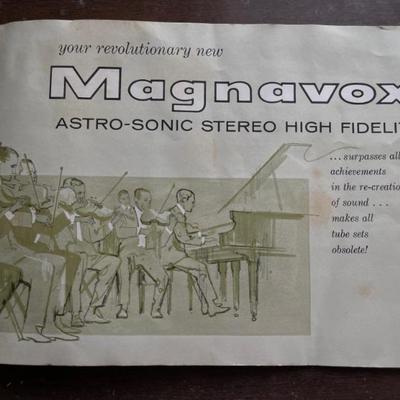 your revolutionary new
Magnavox
ASTRO-SONIC STEREO HIGH FIDELIT
...surpasses all
achievements
in the re-creation
of sound...
makes all
tube sets
obsolete!